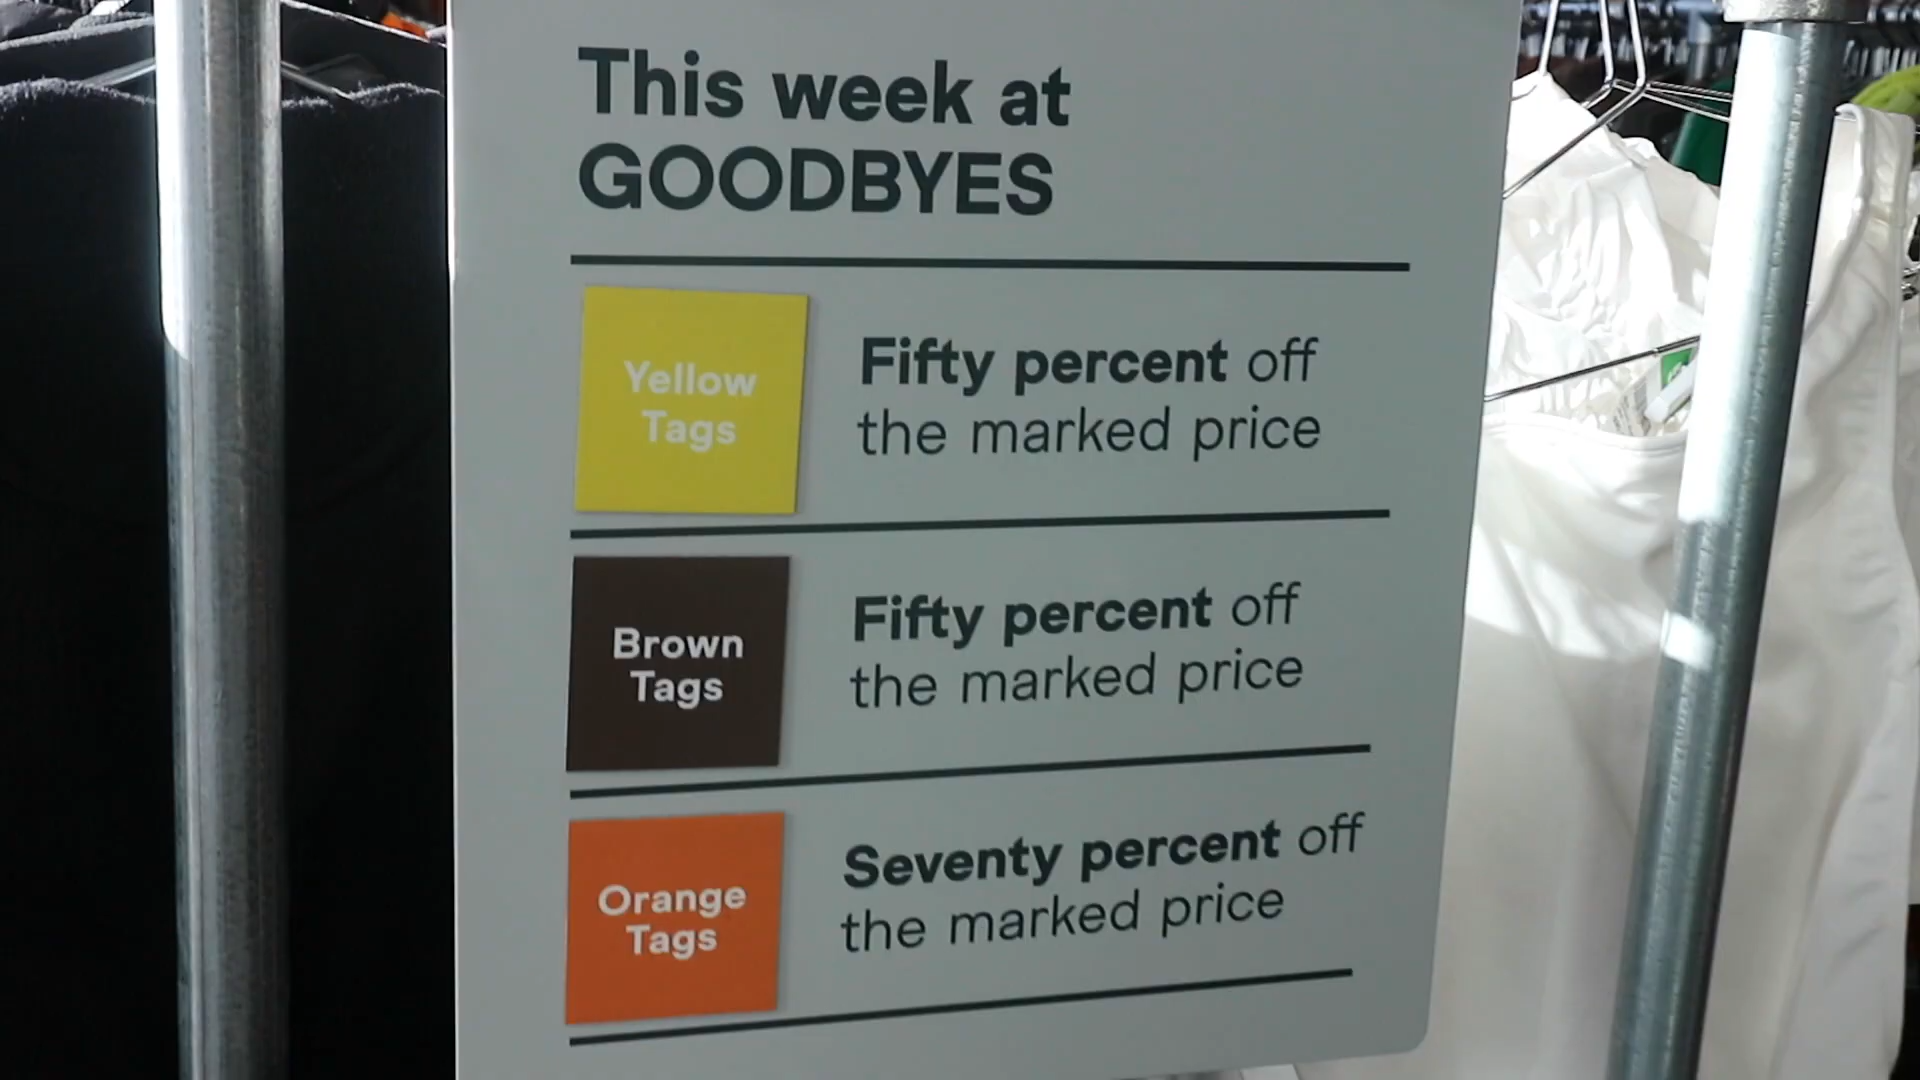 This week at
GOODBYES
Yellow
Tags
Fifty percent off
the marked price
Brown
Tags
Fifty percent off
the marked price
Orange
Tags
Seventy percent off
the marked price